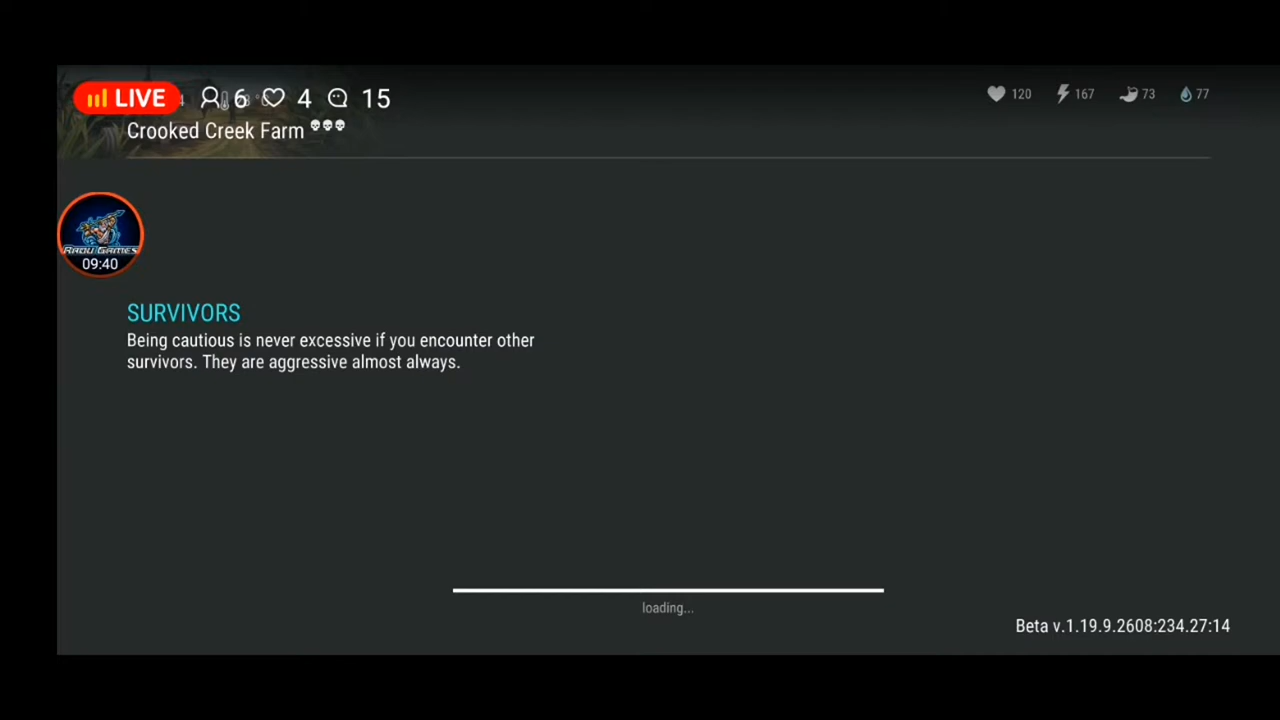 LIVE 6 4 15
120 167 73 77
Crooked Creek Farm
RADU GAMES
09:40
SURVIVORS
Being cautious is never excessive if you encounter other
survivors. They are aggressive almost always.
loading...
Beta v.1.19.9.2608:234.27:14